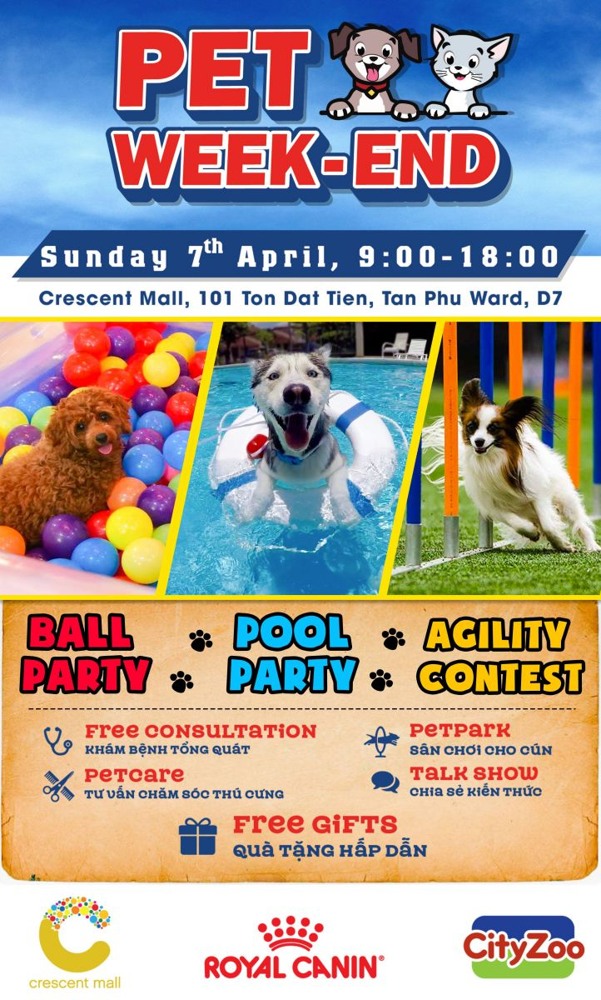 PET
WEEK-END
Sunday 7th April, 9:00-18:00
Crescent Mall, 101 Ton Dat Tien, Tan Phu Ward, D7
BALL PARTY
POOL PARTY
AGILITY CONTEST
FREE CONSULTATION
KHÁM BỆNH TỔNG QUÁT
PETCARE
TƯ VẤN CHĂM SÓC THÚ CƯNG
PETPARK
SÂN CHƠI CHO CÚN
TALK SHOW
CHIA SẺ KIẾN THỨC
FREE GIFTS
QUÀ TẶNG HẤP DẪN
crescent mall
ROYAL CANIN®
CityZoo